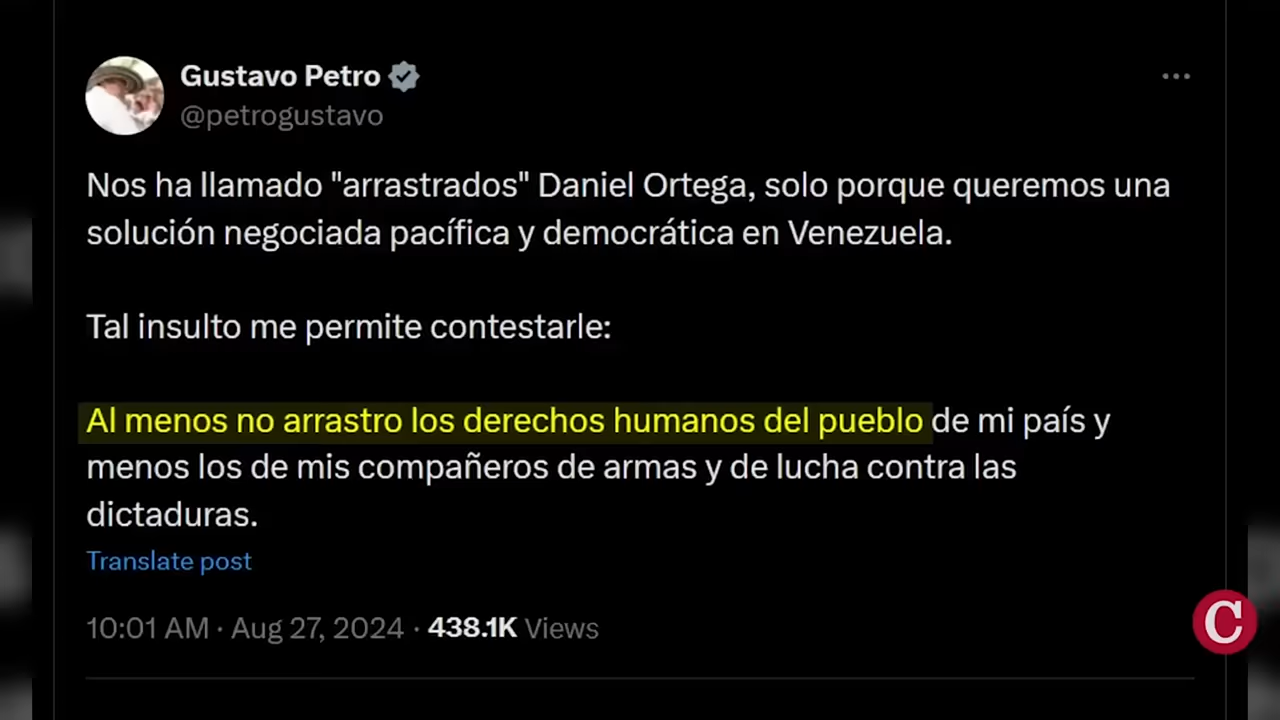 Gustavo Petro
@petrogustavo
Nos ha llamado "arrastrados" Daniel Ortega, solo porque queremos una
solución negociada pacífica y democrática en Venezuela.
Tal insulto me permite contestarle:
Al menos no arrastro los derechos humanos del pueblo de mi país y
menos los de mis compañeros de armas y de lucha contra las
dictaduras.
Translate post
10:01 AM · Aug 27, 2024 · 438.1K Views
C